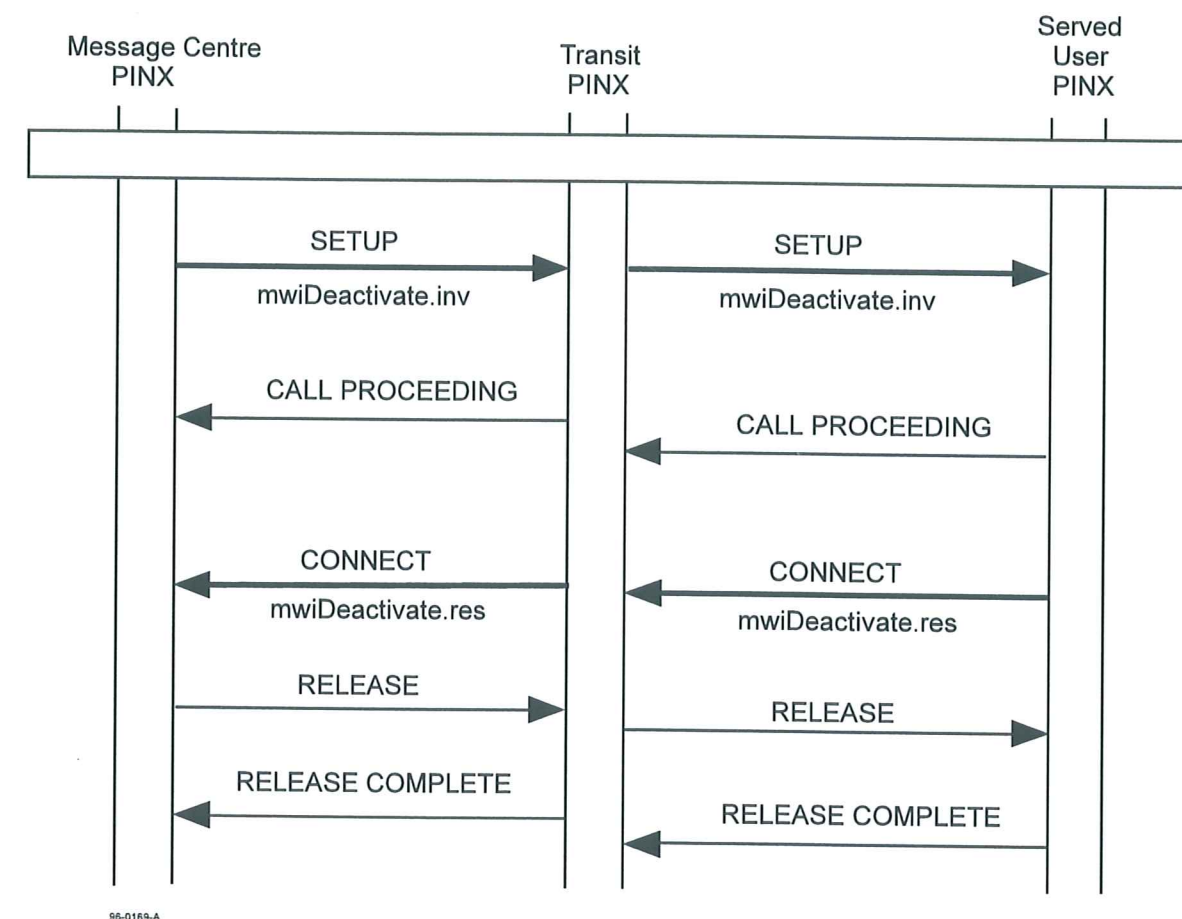 Message Centre
PINX
Transit
PINX
Served
User
PINX
SETUP
mwiDeactivate.inv
SETUP
mwiDeactivate.inv
CALL PROCEEDING
CALL PROCEEDING
CONNECT
mwiDeactivate.res
CONNECT
mwiDeactivate.res
RELEASE
RELEASE
RELEASE COMPLETE
RELEASE COMPLETE
96-0169-A